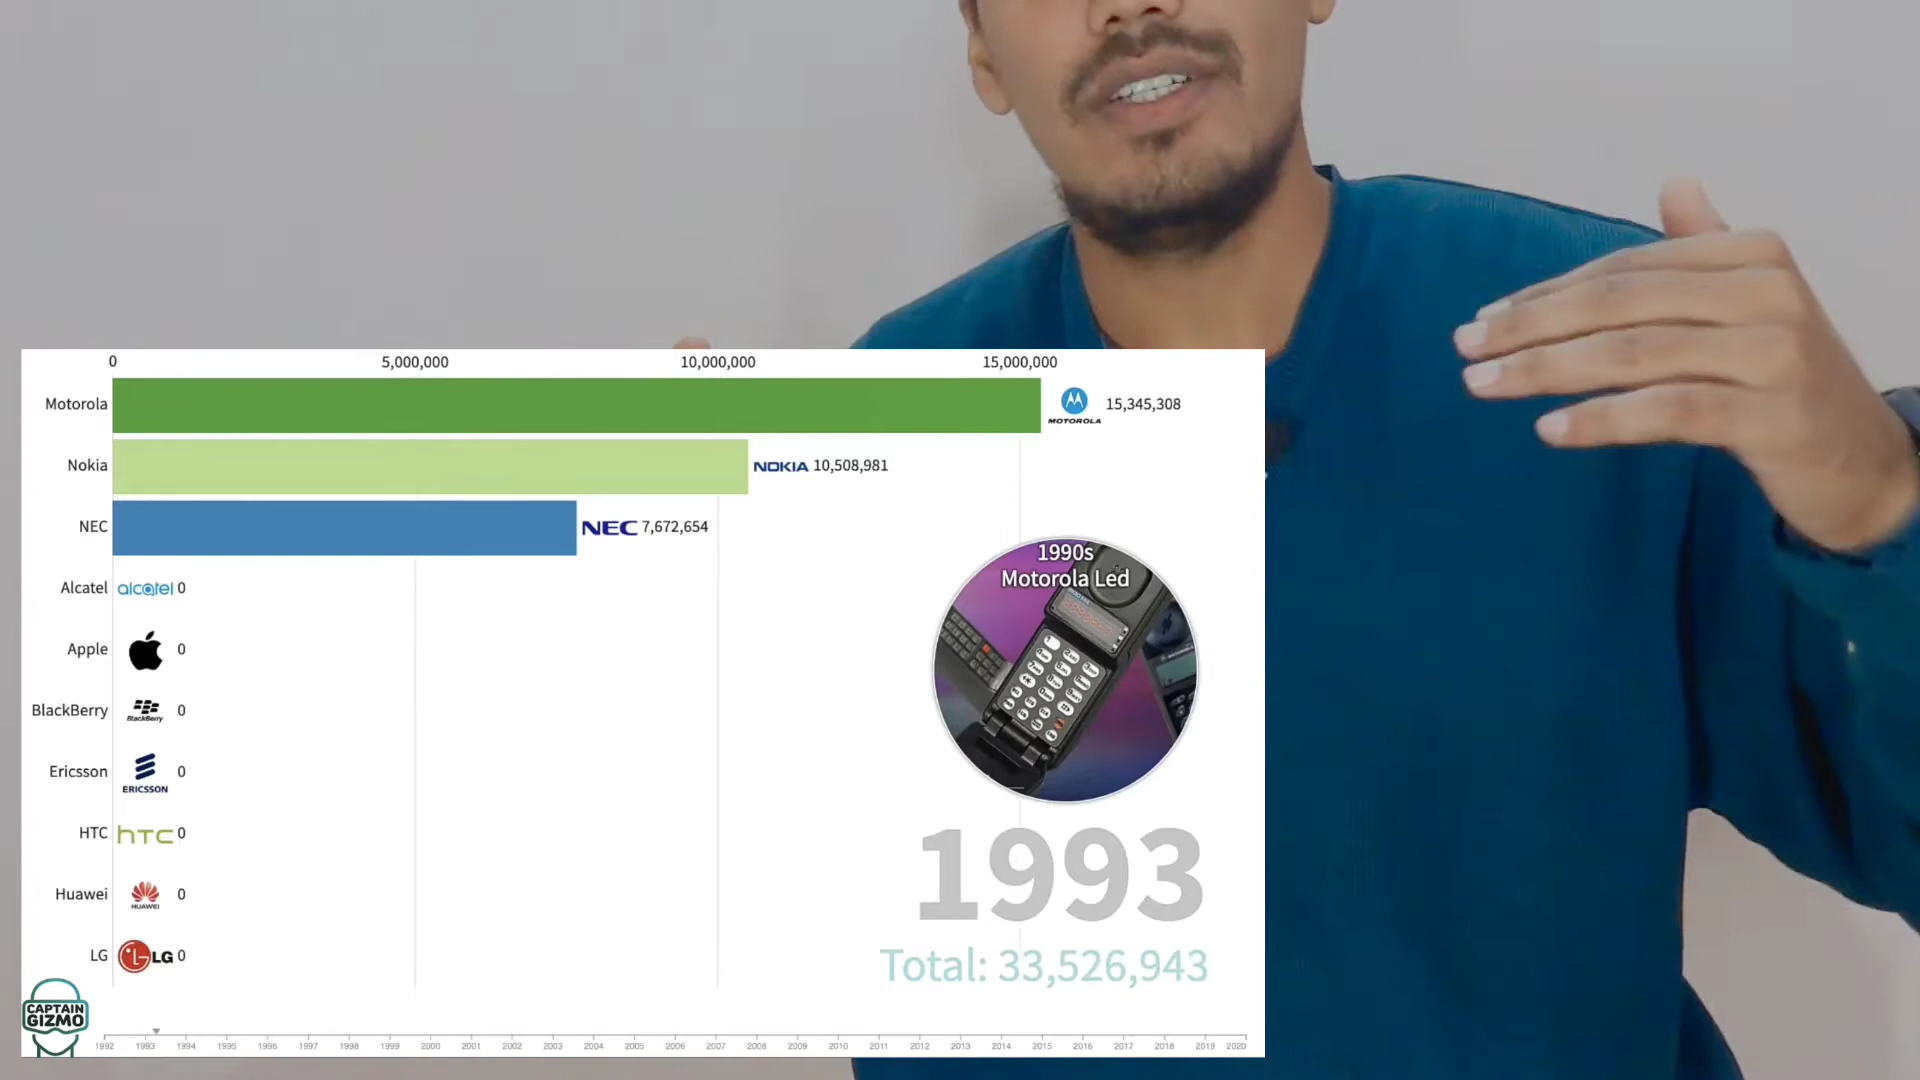 0 5,000,000 10,000,000 15,000,000
Motorola MOTOROLA 15,345,308
Nokia NOKIA 10,508,981
NEC NEC 7,672,654
1990s
Motorola Led
Alcatel alcatel 0
Apple 0
BlackBerry BlackBerry 0
Ericsson ERICSSON 0
HTC hTC 0
Huawei HUAWEI 0
LG LG 0
1993
Total: 33,526,943
CAPTAIN
GIZMO
1992 1993 1994 1995 1996 1997 1998 1999 2000 2001 2002 2003 2004 2005 2006 2007 2008 2009 2010 2011 2012 2013 2014 2015 2016 2017 2018 2019 2020